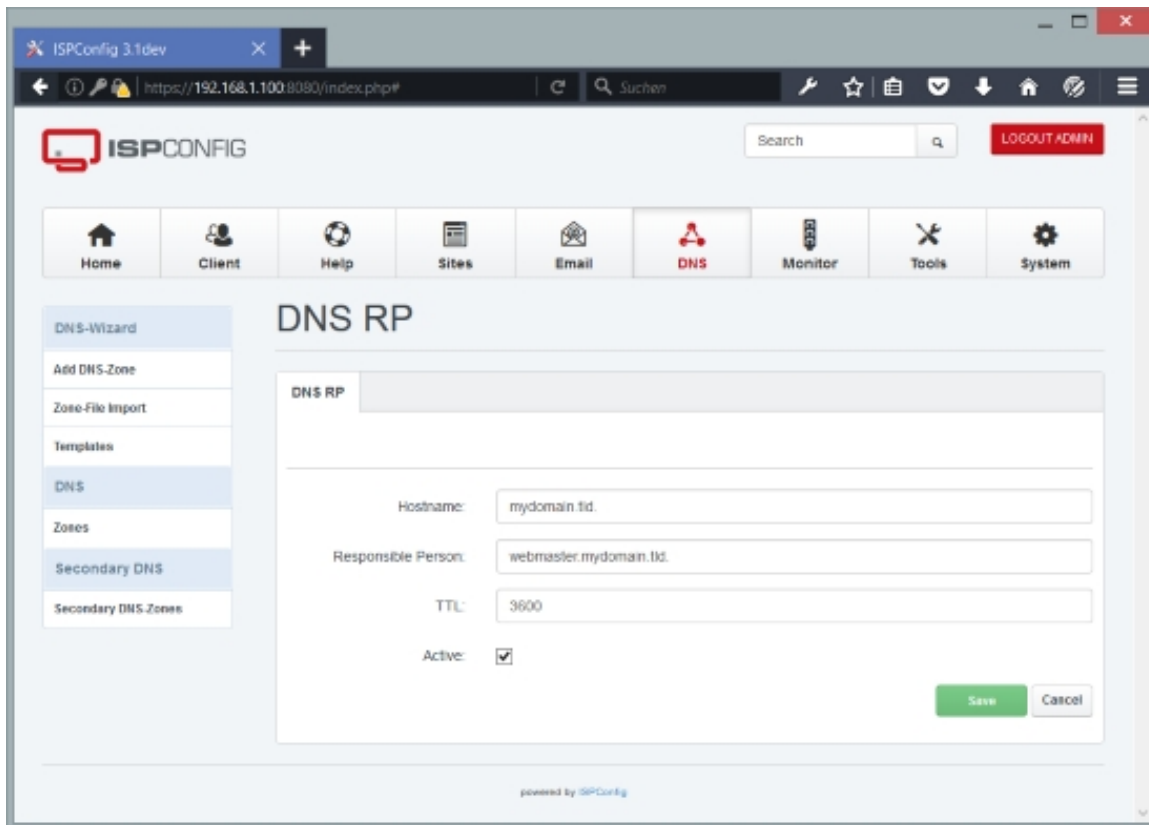 ISPConfig 3.1dev
https://192.168.1.100:8080/index.php#
Suchen
ISPCONFIG
Search
LOGOUT ADMIN
Home Client Help Sites Email DNS Monitor Tools System
DNS-Wizard
Add DNS-Zone
Zone-File Import
Templates
DNS
Zones
Secondary DNS
Secondary DNS-Zones
DNS RP
DNS RP
Hostname: mydomain.tld.
Responsible Person: webmaster.mydomain.tld.
TTL: 3600
Active:
Save Cancel
powered by ISPConfig